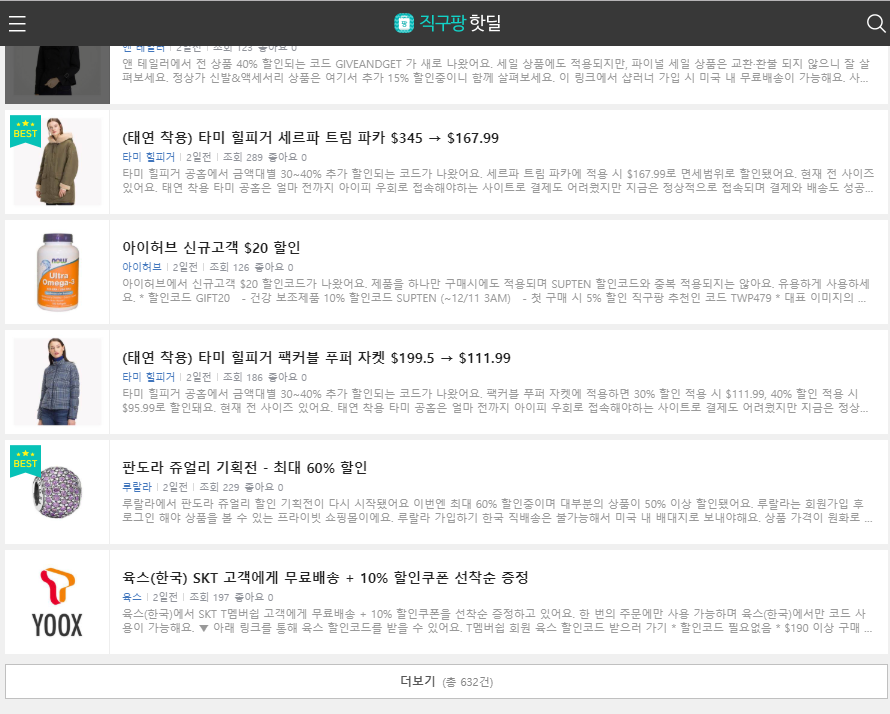 직구팡 핫딜
앤 테일러 | 2일전 | 조회 123 좋아요 0
앤 테일러에서 전 상품 40% 할인되는 코드 GIVEANDGET 가 새로 나왔어요. 세일 상품에도 적용되지만, 파이널 세일 상품은 교환·환불 되지 않으니 잘 살
펴보세요. 정상가 신발&액세서리 상품은 여기서 추가 15% 할인중이니 함께 살펴보세요. 이 링크에서 샵러너 가입 시 미국 내 무료배송이 가능해요. 사...
BEST
(태연 착용) 타미 힐피거 세르파 트림 파카 $345 → $167.99
타미 힐피거 | 2일전 | 조회 289 좋아요 0
타미 힐피거 공홈에서 금액대별 30~40% 추가 할인되는 코드가 나왔어요. 세르파 트림 파카에 적용 시 $167.99로 면세범위로 할인됐어요. 현재 전 사이즈
있어요. 태연 착용 타미 공홈은 얼마 전까지 아이피 우회로 접속해야하는 사이트로 결제도 어려웠지만 지금은 정상적으로 접속되며 결제와 배송도 성공...
아이허브 신규고객 $20 할인
아이허브 | 2일전 | 조회 126 좋아요 0
아이허브에서 신규고객 $20 할인코드가 나왔어요. 제품을 하나만 구매시에도 적용되며 SUPTEN 할인코드와 중복 적용되지는 않아요. 유용하게 사용하세
요. * 할인코드 GIFT20 - 건강 보조제품 10% 할인코드 SUPTEN (~12/11 3AM) - 첫 구매 시 5% 할인 직구팡 추천인 코드 TWP479 * 대표 이미지의 ...
now
Ultra
Omega-3
(태연 착용) 타미 힐피거 팩커블 푸퍼 자켓 $199.5 → $111.99
타미 힐피거 | 2일전 | 조회 186 좋아요 0
타미 힐피거 공홈에서 금액대별 30~40% 추가 할인되는 코드가 나왔어요. 팩커블 푸퍼 자켓에 적용하면 30% 할인 적용 시 $111.99, 40% 할인 적용 시
$95.99로 할인돼요. 현재 전 사이즈 있어요. 태연 착용 타미 공홈은 얼마 전까지 아이피 우회로 접속해야하는 사이트로 결제도 어려웠지만 지금은 정상...
BEST
판도라 쥬얼리 기획전 - 최대 60% 할인
루랄라 | 2일전 | 조회 229 좋아요 0
루랄라에서 판도라 쥬얼리 할인 기획전이 다시 시작됐어요 이번엔 최대 60% 할인중이며 대부분의 상품이 50% 이상 할인됐어요. 루랄라는 회원가입 후
로그인 해야 상품을 볼 수 있는 프라이빗 쇼핑몰이에요. 루랄라 가입하기 한국 직배송은 불가능해서 미국 내 배대지로 보내야해요. 상품 가격이 원화로 ...
YOOX
육스(한국) SKT 고객에게 무료배송 + 10% 할인쿠폰 선착순 증정
육스 | 2일전 | 조회 197 좋아요 0
육스(한국)에서 SKT T멤버쉽 고객에게 무료배송 + 10% 할인쿠폰을 선착순 증정하고 있어요. 한 번의 주문에만 사용 가능하며 육스(한국)에서만 코드 사
용이 가능해요. ▼ 아래 링크를 통해 육스 할인코드를 받을 수 있어요. T멤버쉽 회원 육스 할인코드 받으러 가기 * 할인코드 필요없음 * $190 이상 구매 ...
더보기 (총 632건)